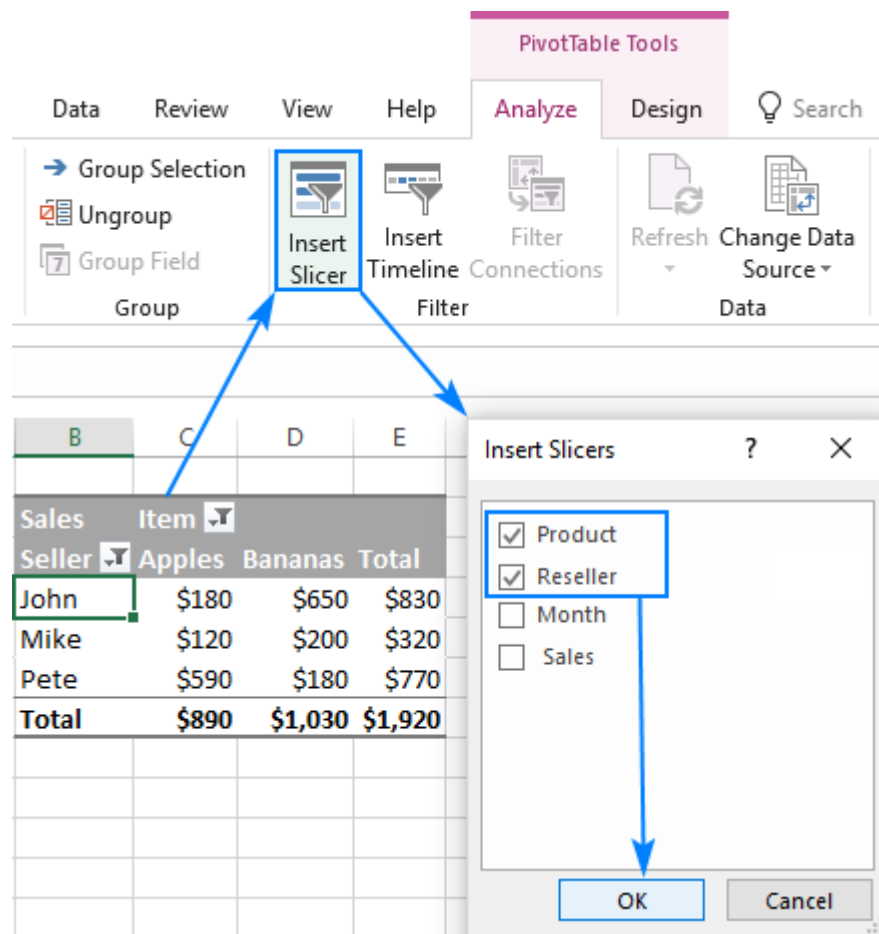 PivotTable Tools
Data Review View Help Analyze Design Search
Group Selection
Ungroup
7 Group Field
Insert Slicer
Insert Timeline
Filter Connections
Refresh
Change Data Source
Group Filter Data
B C D E
Insert Slicers ? X
Sales Item
Seller Apples Bananas Total
John $180 $650 $830
Mike $120 $200 $320
Pete $590 $180 $770
Total $890 $1,030 $1,920
Product
Reseller
Month
Sales
OK Cancel